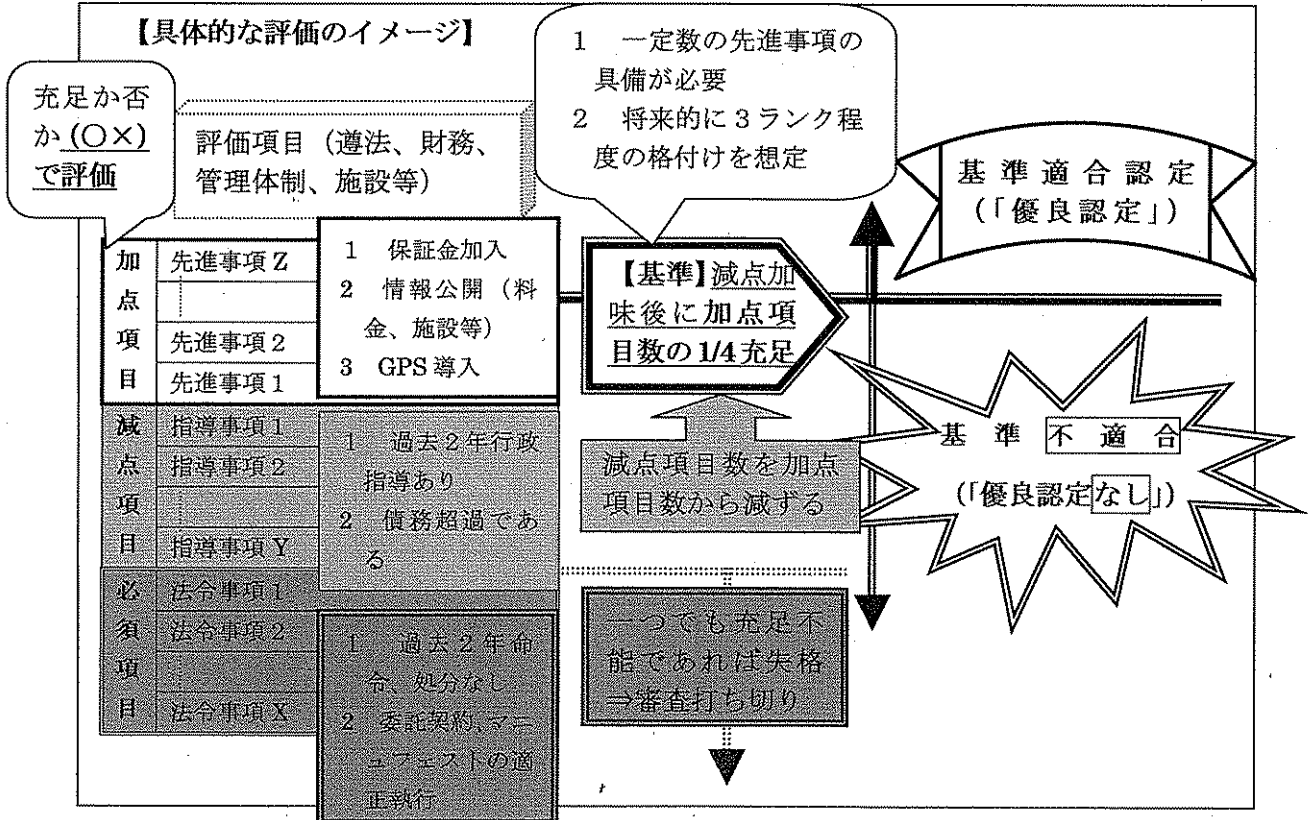 【具体的な評価のイメージ】
充足か否
か(〇×)
で評価
評価項目(遵法、財務、
管理体制、施設等)
1 一定数の先進事項の
具備が必要
2 将来的に3ランク程
度の格付けを想定
基準適合認定
(「優良認定」)
加点項目
先進事項Z
先進事項2
先進事項1
1 保証金加入
2 情報公開(料
金、施設等)
3 GPS導入
【基準】減点加
味後に加点項
目数の1/4充足
減点項目
指導事項1
指導事項2
指導事項Y
1 過去2年行政
指導あり
2 債務超過であ
る
減点項目数を加点
項目数から減ずる
基準不適合
(「優良認定なし」)
必須項目
法令事項1
法令事項2
法令事項X
1 過去2年命
令、処分なし
2 委託契約、マニ
ュフェストの適
正執行
一つでも充足不
能であれば失格
⇒審査打ち切り